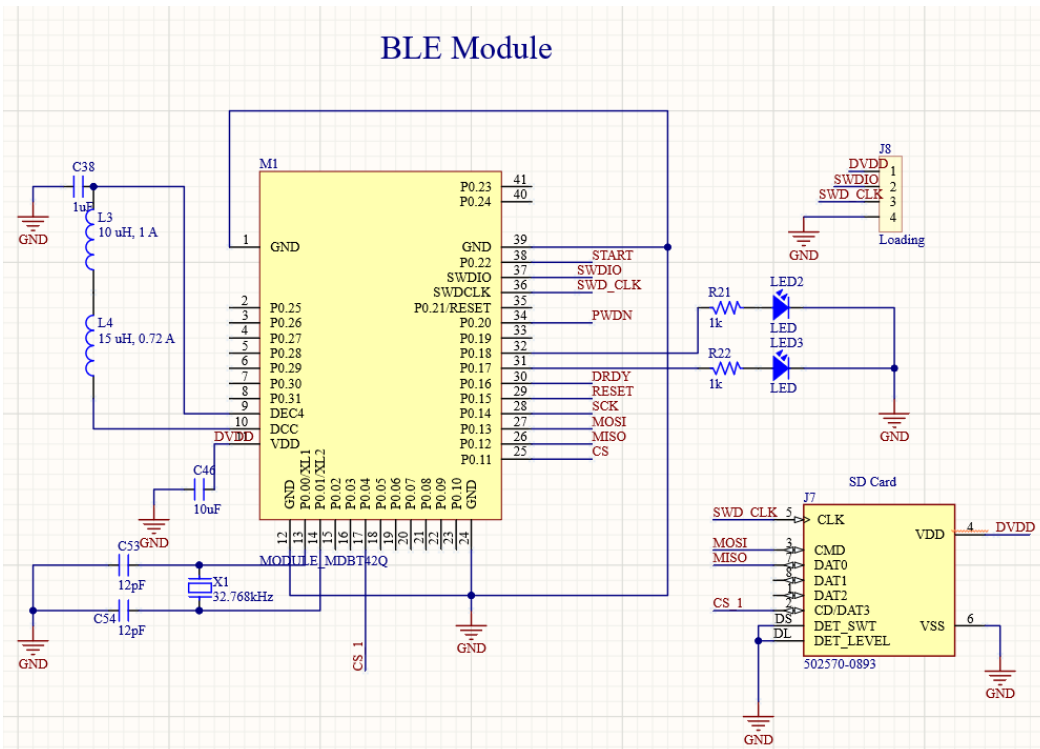 BLE Module
M1
C38
1uF
GND
L3
10 uH, 1 A
L4
15 uH, 0.72 A
1 GND
2 P0.25
3 P0.26
4 P0.27
5 P0.28
6 P0.29
7 P0.30
8 P0.31
9 DEC4
10 DCC
DVDD 11 VDD
P0.23 41
P0.24 40
GND 39
P0.22 38 START
SWDIO 37 SWDIO
SWDCLK 36 SWD_CLK
P0.21/RESET 35
P0.20 34 PWDN
P0.19 33
P0.18 32
P0.17 31
P0.16 30 DRDY
P0.15 29 RESET
P0.14 28 SCK
P0.13 27 MOSI
P0.12 26 MISO
P0.11 25 CS
GND P0.00/XL1 P0.01/XL2 P0.02 P0.03 P0.04 P0.05 P0.06 P0.07 P0.08 P0.09 P0.10 GND
12 13 14 15 16 17 18 19 20 21 22 23 24
MODULE_MDBT42Q
C46
10uF
GND
C53
12pF
X1
32.768kHz
C54
12pF
GND
CS_1
GND
J8
DVDD 1
SWDIO 2
SWD_CLK 3
4
Loading
GND
R21
1k
LED2
LED
R22
1k
LED3
LED
GND
SD Card
J7
SWD_CLK 5 CLK
MOSI 3 CMD
MISO 7 DAT0
8 DAT1
1 DAT2
CS_1 2 CD/DAT3
DS DET_SWT
DL DET_LEVEL
VDD 4 DVDD
VSS 6
502570-0893
GND
GND